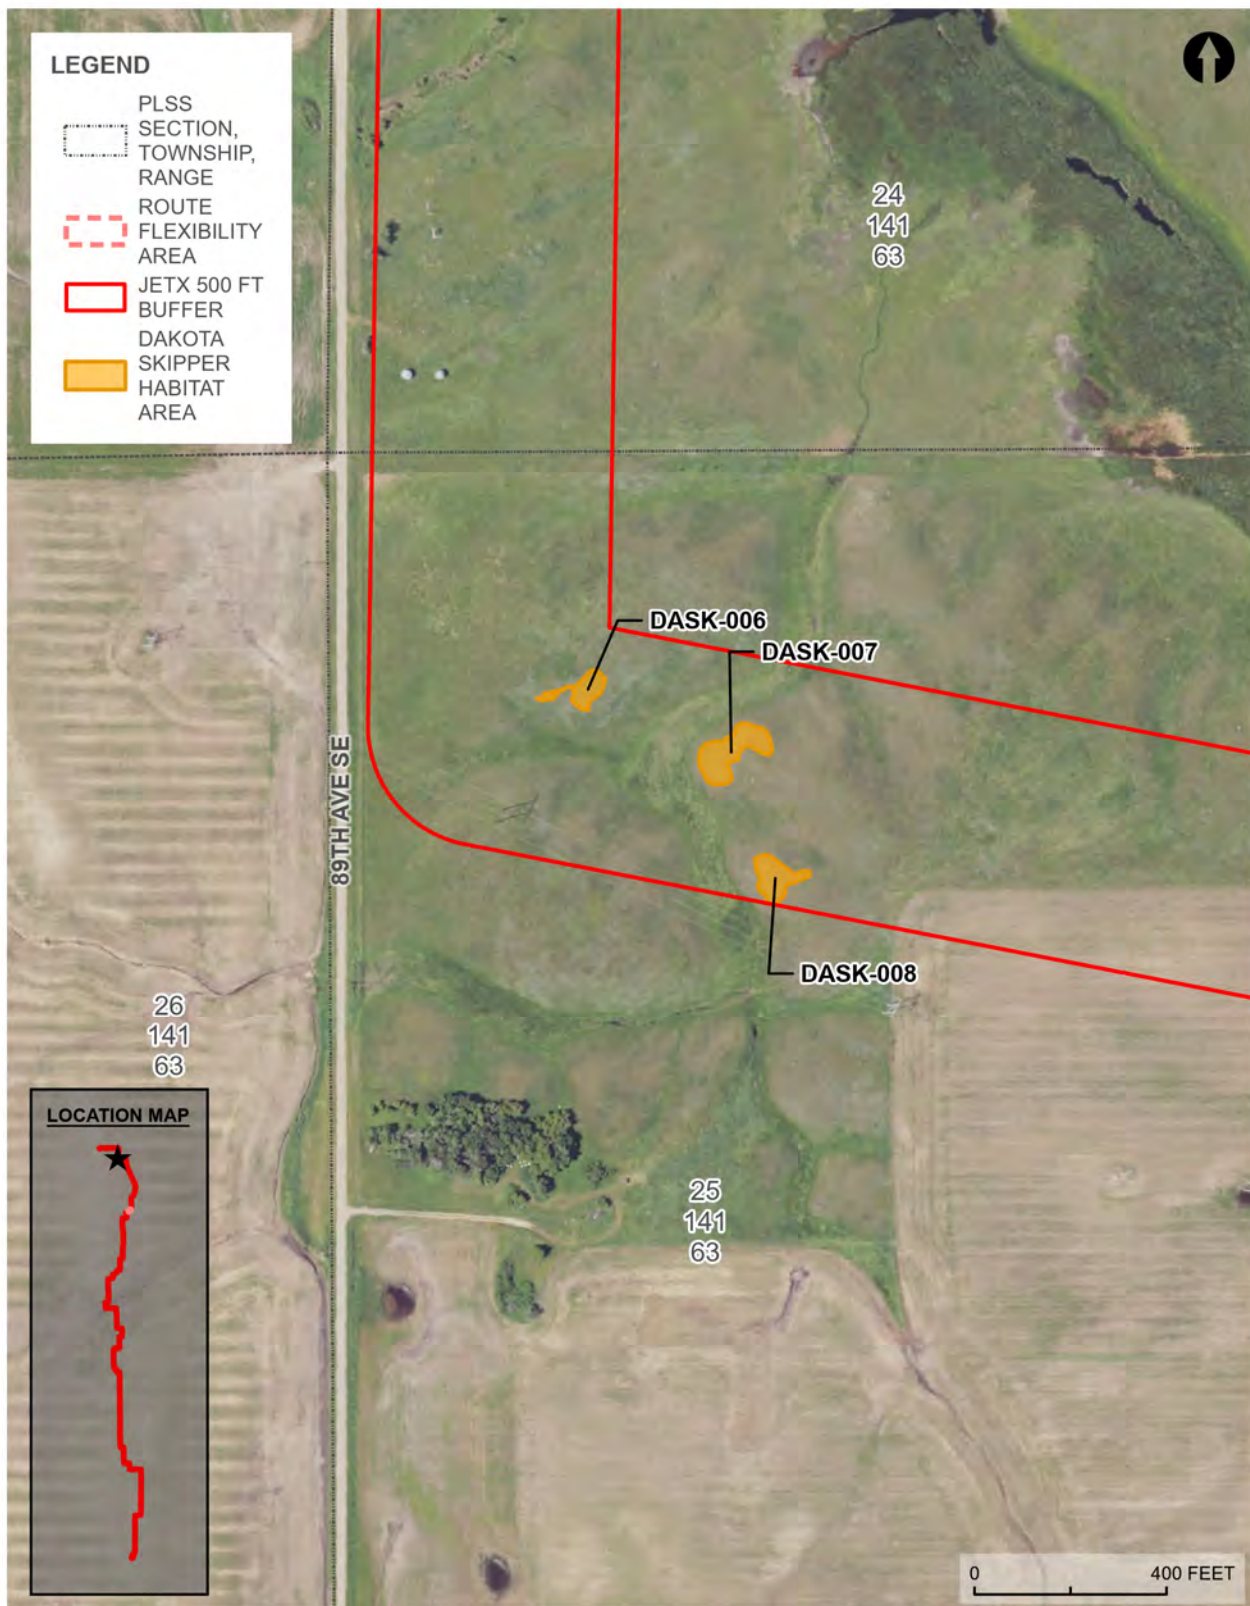 LEGEND
PLSS
SECTION,
TOWNSHIP,
RANGE
ROUTE
FLEXIBILITY
AREA
JETX 500 FT
BUFFER
DAKOTA
SKIPPER
HABITAT
AREA
24
141
63
DASK-006
DASK-007
89TH AVE SE
DASK-008
26
141
63
LOCATION MAP
25
141
63
0 400 FEET